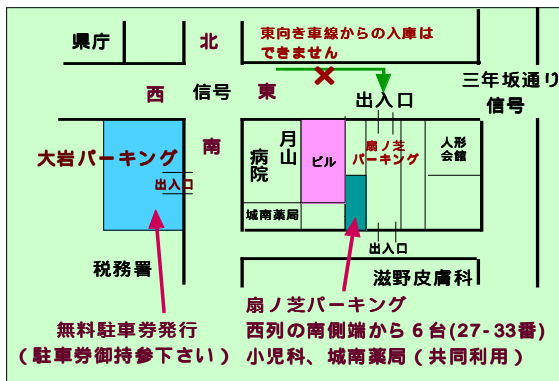 県庁
北
東向き車線からの入庫は
できません
西
信号
東
出入口
三年坂通り
信号
大岩パーキング
南
月山
病院
ビル
扇ノ芝
パーキング
人形
会館
出入口
城南薬局
出入口
税務署
滋野皮膚科
無料駐車券発行
(駐車券御持参下さい)
扇ノ芝パーキング
西列の南側端から6台(27-33番)
小児科、城南薬局(共同利用)